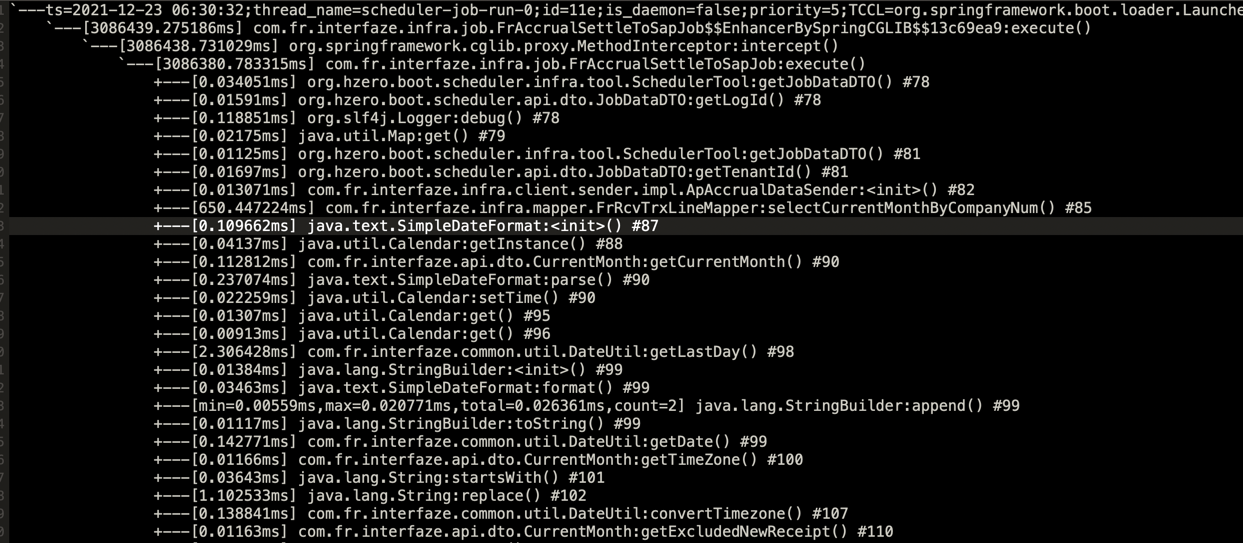 `---ts=2021-12-23 06:30:32;thread_name=scheduler-job-run-0;id=11e;is_daemon=false;priority=5;TCCL=org.springframework.boot.loader.Launche
`---[3086439.275186ms] com.fr.interfaze.infra.job.FrAccrualSettleToSapJob$$EnhancerBySpringCGLIB$$13c69ea9:execute()
`---[3086438.731029ms] org.springframework.cglib.proxy.MethodInterceptor:intercept()
`---[3086380.783315ms] com.fr.interfaze.infra.job.FrAccrualSettleToSapJob:execute()
+---[0.034051ms] org.hzero.boot.scheduler.infra.tool.SchedulerTool:getJobDataDTO() #78
+---[0.01591ms] org.hzero.boot.scheduler.api.dto.JobDataDTO:getLogId() #78
+---[0.118851ms] org.slf4j.Logger:debug() #78
+---[0.02175ms] java.util.Map:get() #79
+---[0.01125ms] org.hzero.boot.scheduler.infra.tool.SchedulerTool:getJobDataDTO() #81
+---[0.01697ms] org.hzero.boot.scheduler.api.dto.JobDataDTO:getTenantId() #81
+---[0.013071ms] com.fr.interfaze.infra.client.sender.impl.ApAccrualDataSender:<init>() #82
+---[650.447224ms] com.fr.interfaze.infra.mapper.FrRcvTrxLineMapper:selectCurrentMonthByCompanyNum() #85
+---[0.109662ms] java.text.SimpleDateFormat:<init>() #87
+---[0.04137ms] java.util.Calendar:getInstance() #88
+---[0.112812ms] com.fr.interfaze.api.dto.CurrentMonth:getCurrentMonth() #90
+---[0.237074ms] java.text.SimpleDateFormat:parse() #90
+---[0.022259ms] java.util.Calendar:setTime() #90
+---[0.01307ms] java.util.Calendar:get() #95
+---[0.00913ms] java.util.Calendar:get() #96
+---[2.306428ms] com.fr.interfaze.common.util.DateUtil:getLastDay() #98
+---[0.01384ms] java.lang.StringBuilder:<init>() #99
+---[0.03463ms] java.text.SimpleDateFormat:format() #99
+---[min=0.00559ms,max=0.020771ms,total=0.026361ms,count=2] java.lang.StringBuilder:append() #99
+---[0.01117ms] java.lang.StringBuilder:toString() #99
+---[0.142771ms] com.fr.interfaze.common.util.DateUtil:getDate() #99
+---[0.01166ms] com.fr.interfaze.api.dto.CurrentMonth:getTimeZone() #100
+---[0.03643ms] java.lang.String:startsWith() #101
+---[1.102533ms] java.lang.String:replace() #102
+---[0.138841ms] com.fr.interfaze.common.util.DateUtil:convertTimezone() #107
+---[0.01163ms] com.fr.interfaze.api.dto.CurrentMonth:getExcludedNewReceipt() #110